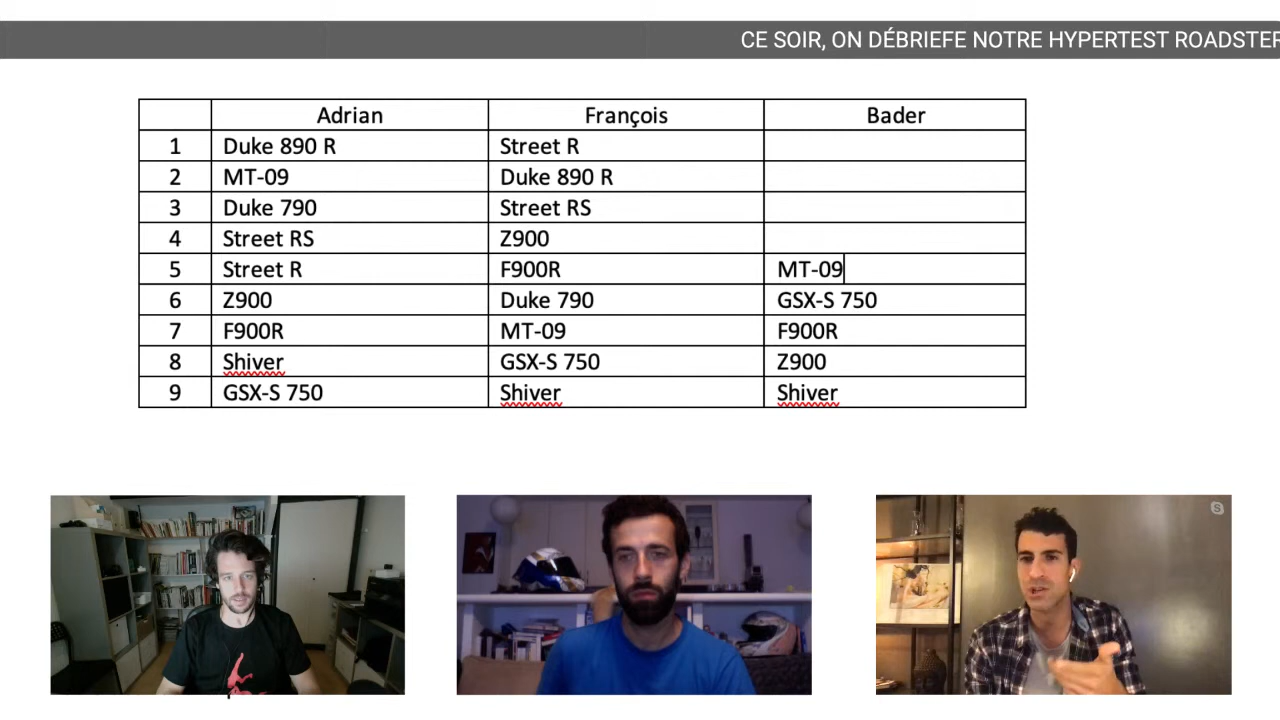 CE SOIR, ON DÉBRIEFE NOTRE HYPERTEST ROADSTER
Adrian François Bader
1 Duke 890 R Street R
2 MT-09 Duke 890 R
3 Duke 790 Street RS
4 Street RS Z900
5 Street R F900R MT-09
6 Z900 Duke 790 GSX-S 750
7 F900R MT-09 F900R
8 Shiver GSX-S 750 Z900
9 GSX-S 750 Shiver Shiver